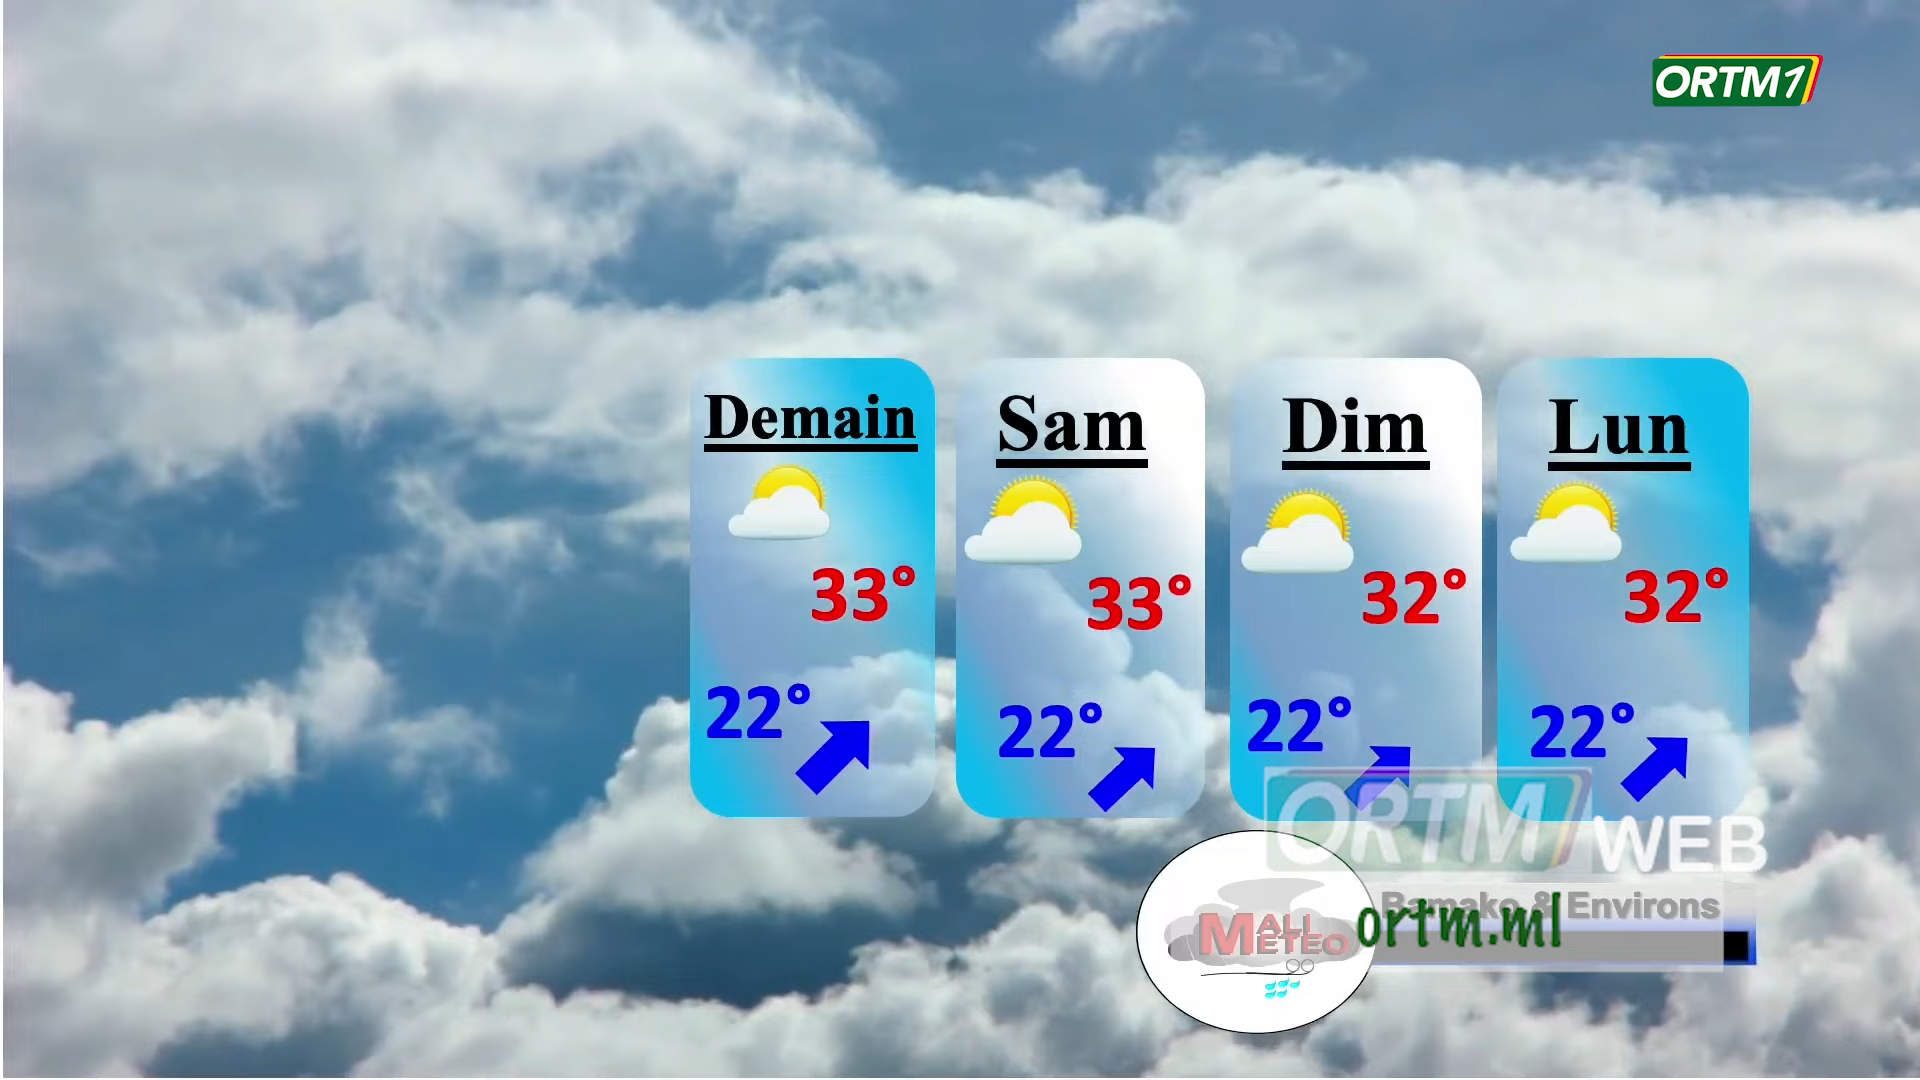 ORTM1
Demain
Sam
Dim
Lun
33°
33°
32°
32°
22°
22°
22°
22°
ORTM WEB
Bamako & Environs
ortm.ml
MALI
METEO